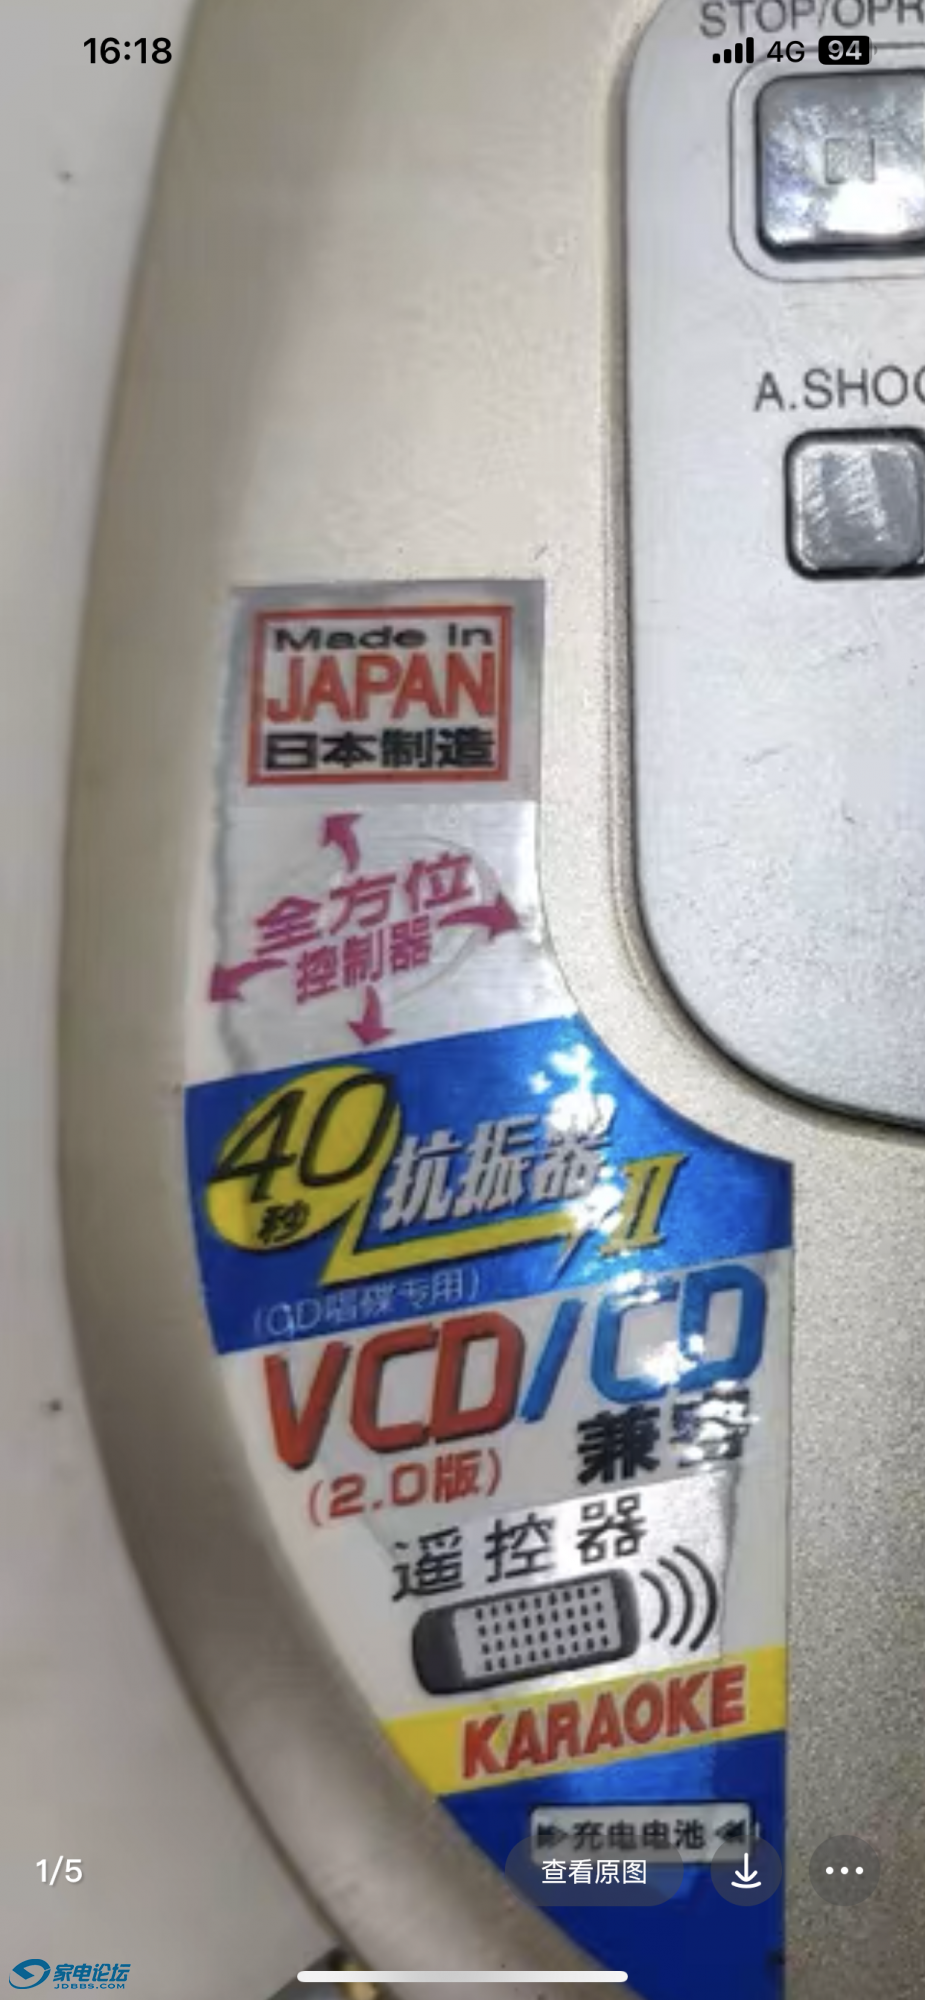 16:18
4G 94
STOP/OPR
A.SHOC
Made in
JAPAN
日本制造
全方位
控制器
40
秒
抗振器 II
(CD唱碟专用)
VCD/CD
(2.0版)
兼容
遥控器
KARAOKE
充电电池
1/5
查看原图
家电论坛
JDBBS.COM